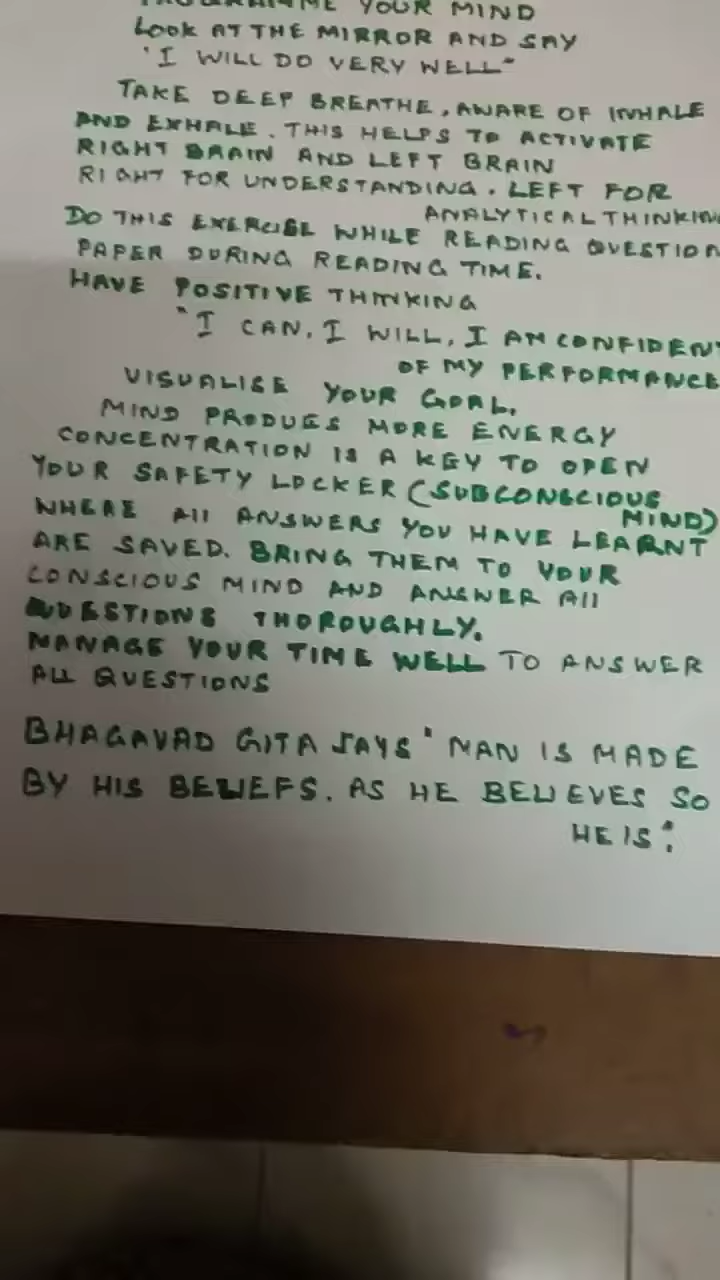 PROGRAMME YOUR MIND
LOOK AT THE MIRROR AND SAY
"I WILL DO VERY WELL"
TAKE DEEP BREATHE, AWARE OF INHALE
AND EXHALE. THIS HELPS TO ACTIVATE
RIGHT BRAIN AND LEFT BRAIN
RIGHT FOR UNDERSTANDING. LEFT FOR
ANALYTICAL THINKIN
DO THIS EXERCISE WHILE READING QUESTION
PAPER DURING READING TIME.
HAVE POSITIVE THINKING
"I CAN, I WILL, I AM CONFIDENT
OF MY PERFORMANCE
VISUALISE YOUR GOAL.
MIND PRODUES MORE ENERGY
CONCENTRATION IS A KEY TO OPEN
YOUR SAFETY LOCKER (SUBCONSCIOUS
MIND)
WHERE All ANSWERS YOU HAVE LEARNT
ARE SAVED. BRING THEM TO YOUR
CONSCIOUS MIND AND ANSWER All
QUESTIONS THOROUGHLY.
MANAGE YOUR TIME WELL TO ANSWER
ALL QUESTIONS
BHAGAVAD GITA SAYS "MAN IS MADE
BY HIS BELIEFS. AS HE BELIEVES SO
HE IS".